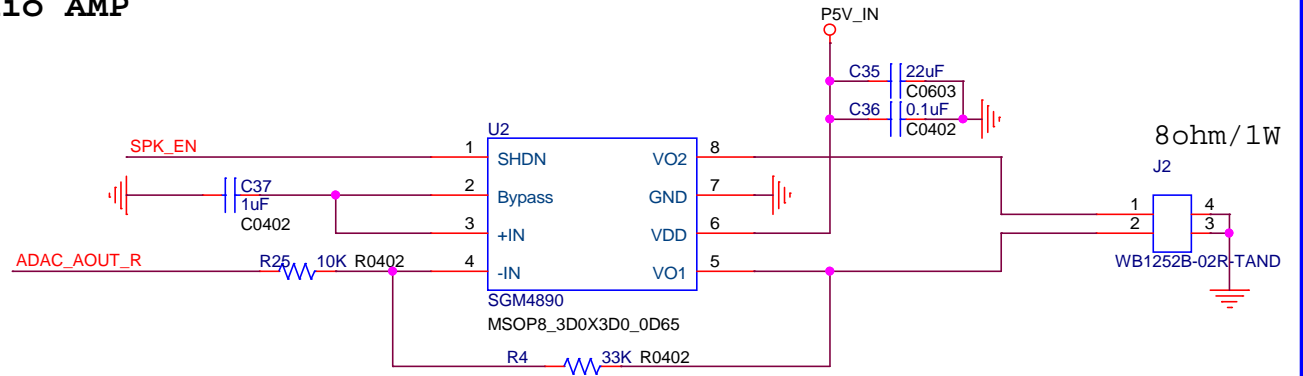 io AMP
P5V_IN
C35 22uF
C0603
C36 0.1uF
C0402
8ohm/1W
J2
U2
SPK_EN 1 SHDN VO2 8
C37 2 Bypass GND 7
1uF
C0402
3 +IN VDD 6
ADAC_AOUT_R R25 10K R0402 4 -IN VO1 5
1 4
2 3
WB1252B-02R-TAND
SGM4890
MSOP8_3D0X3D0_0D65
R4 33K R0402